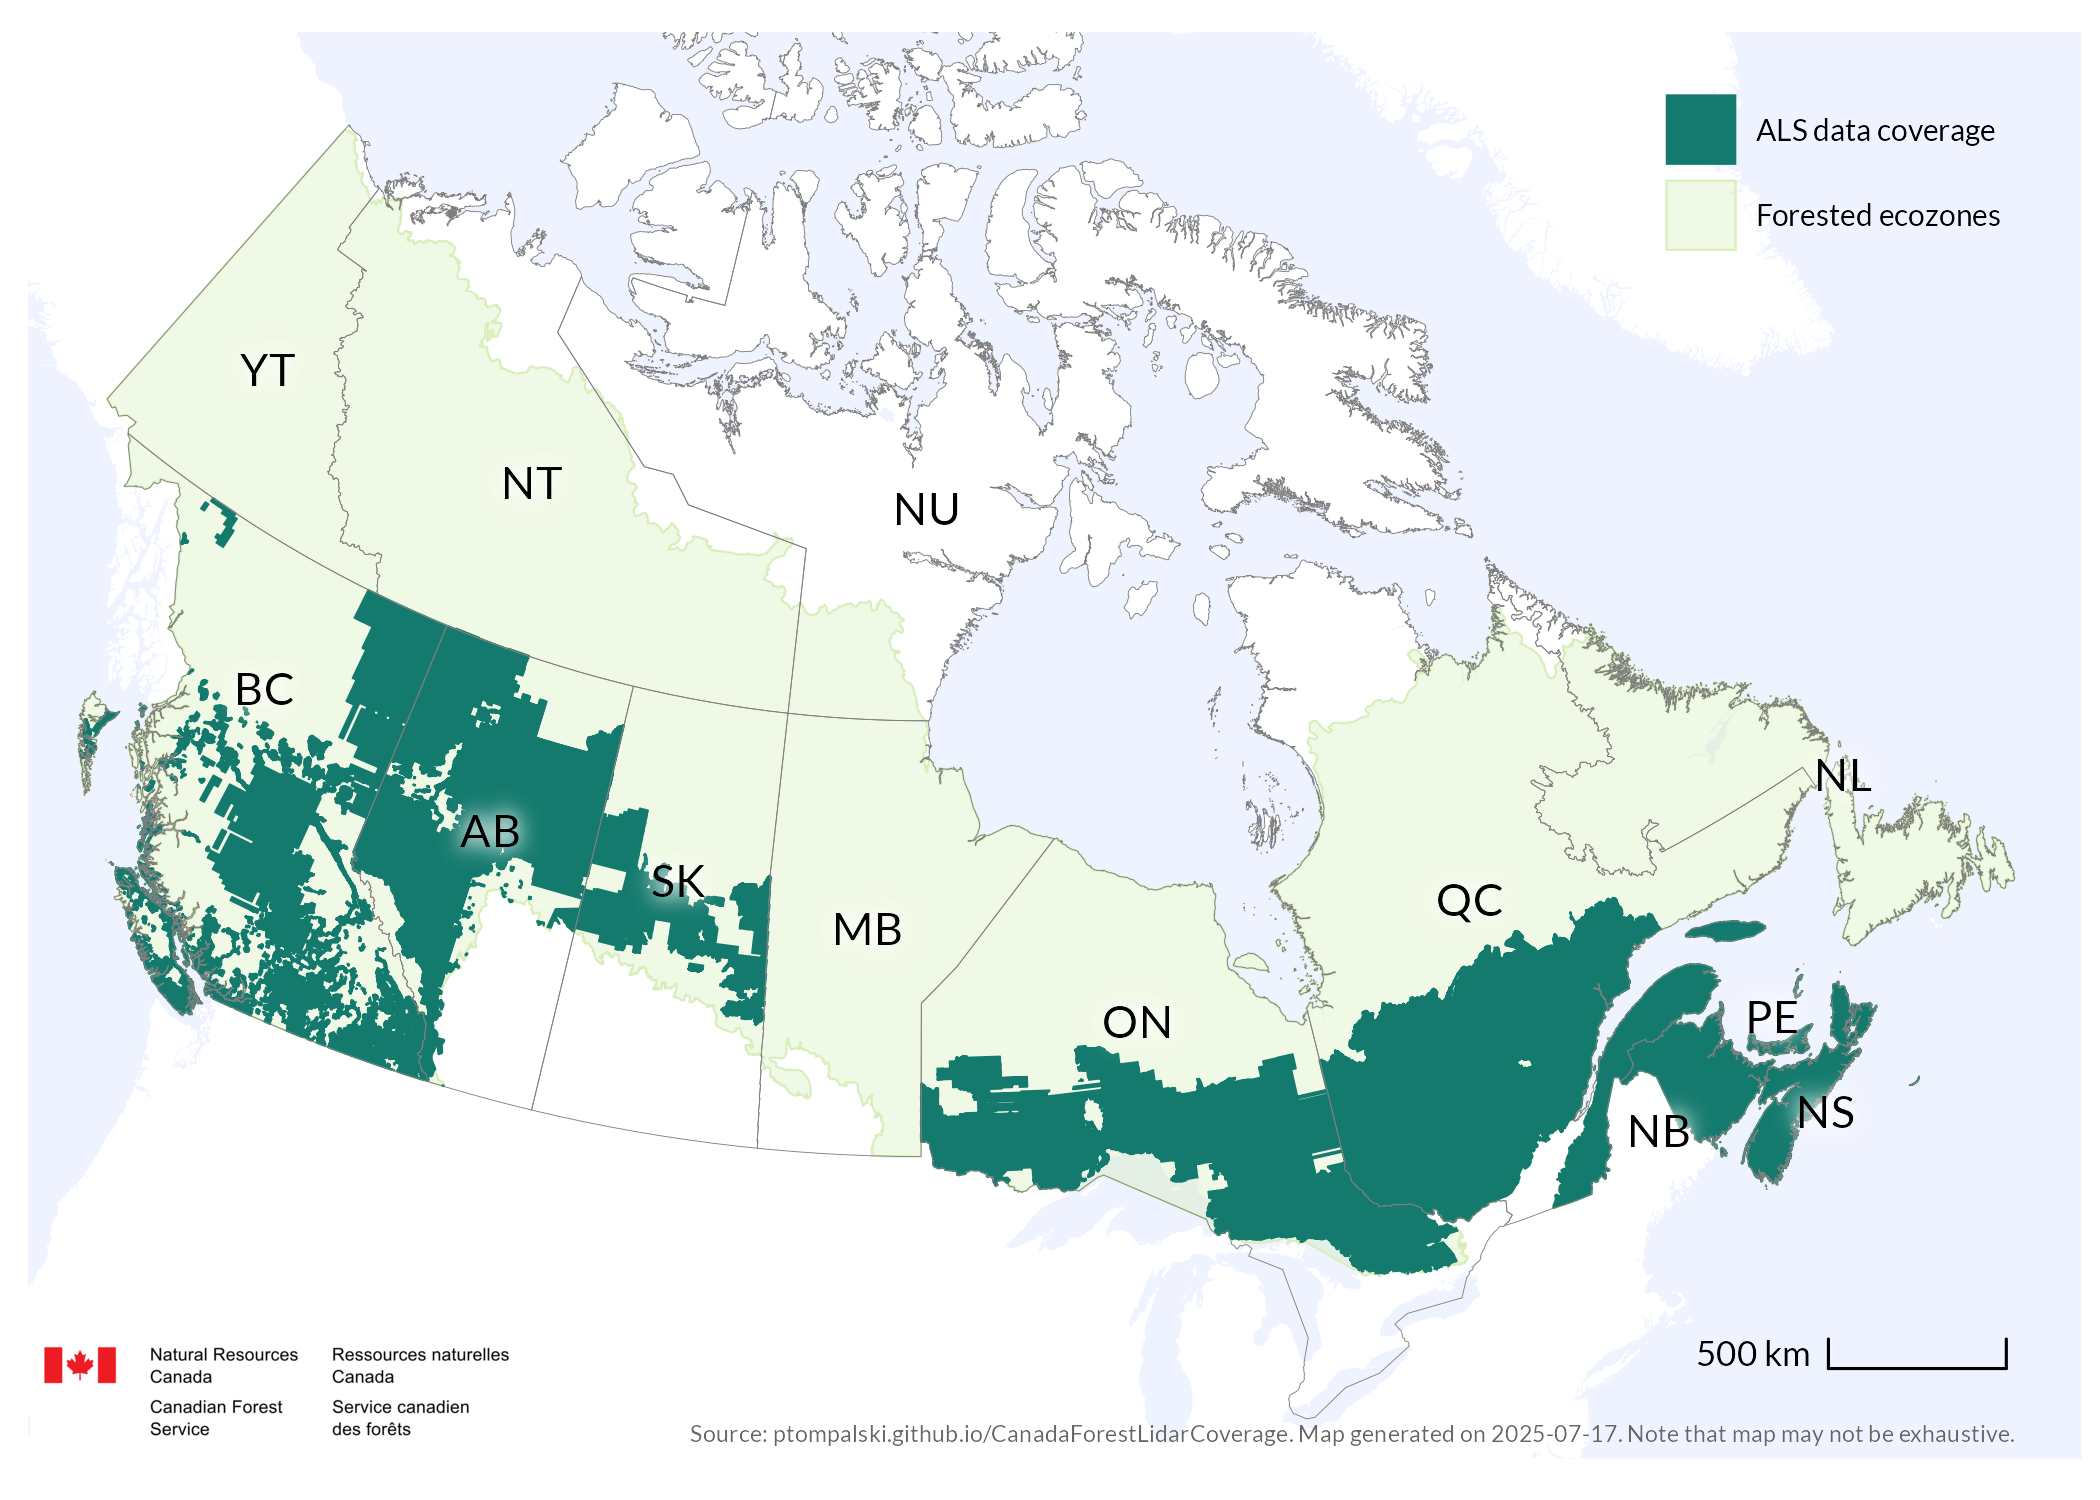 ALS data coverage
Forested ecozones
YT
NT
NU
BC
NL
AB
SK
QC
MB
PE
ON
NS
NB
500 km
Natural Resources
Canada
Canadian Forest
Service
Ressources naturelles
Canada
Service canadien
des forêts
Source: ptompalski.github.io/CanadaForestLidarCoverage. Map generated on 2025-07-17. Note that map may not be exhaustive.